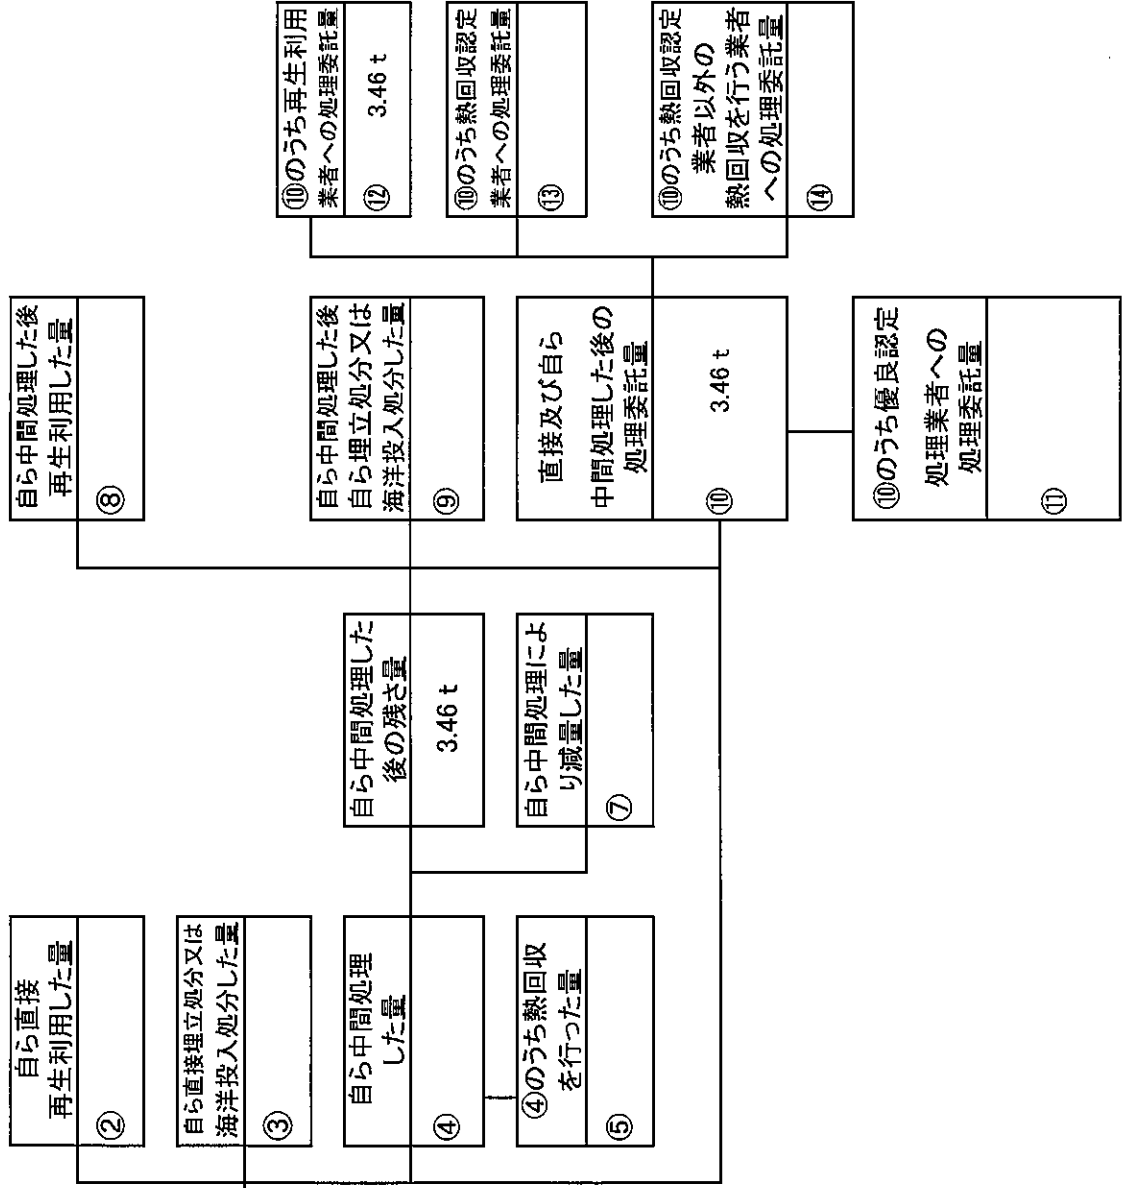 自ら直接
再生利用した量
②
自ら直接埋立処分又は
海洋投入処分した量
③
自ら中間処理
した量
④
④のうち熱回収
を行った量
⑤
自ら中間処理した
後の残さ量
3.46 t
自ら中間処理によ
り減量した量
⑦
自ら中間処理した後
再生利用した量
⑧
自ら中間処理した後
自ら埋立処分又は
海洋投入処分した量
⑨
直接及び自ら
中間処理した後の
処理委託量
⑩ 3.46 t
⑩のうち優良認定
処理業者への
処理委託量
⑪
⑩のうち再生利用
業者への処理委託量
⑫ 3.46 t
⑩のうち熱回収認定
業者への処理委託量
⑬
⑩のうち熱回収認定
業者以外の
熱回収を行う業者
への処理委託量
⑭